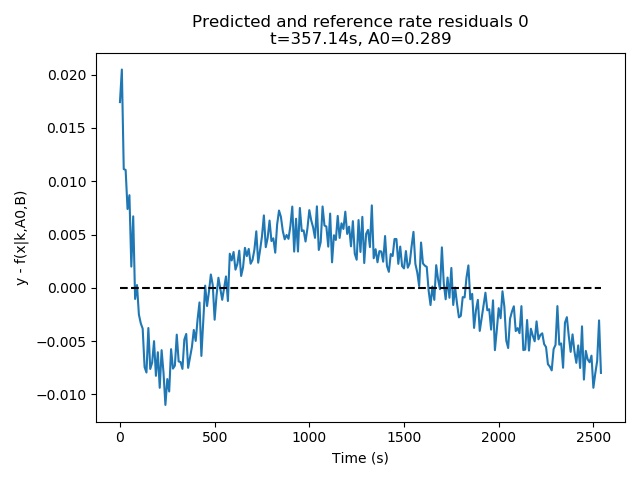 Predicted and reference rate residuals 0
t=357.14s, A0=0.289
y - f(x|k,A0,B)
0.020
0.015
0.010
0.005
0.000
−0.005
−0.010
0 500 1000 1500 2000 2500
Time (s)